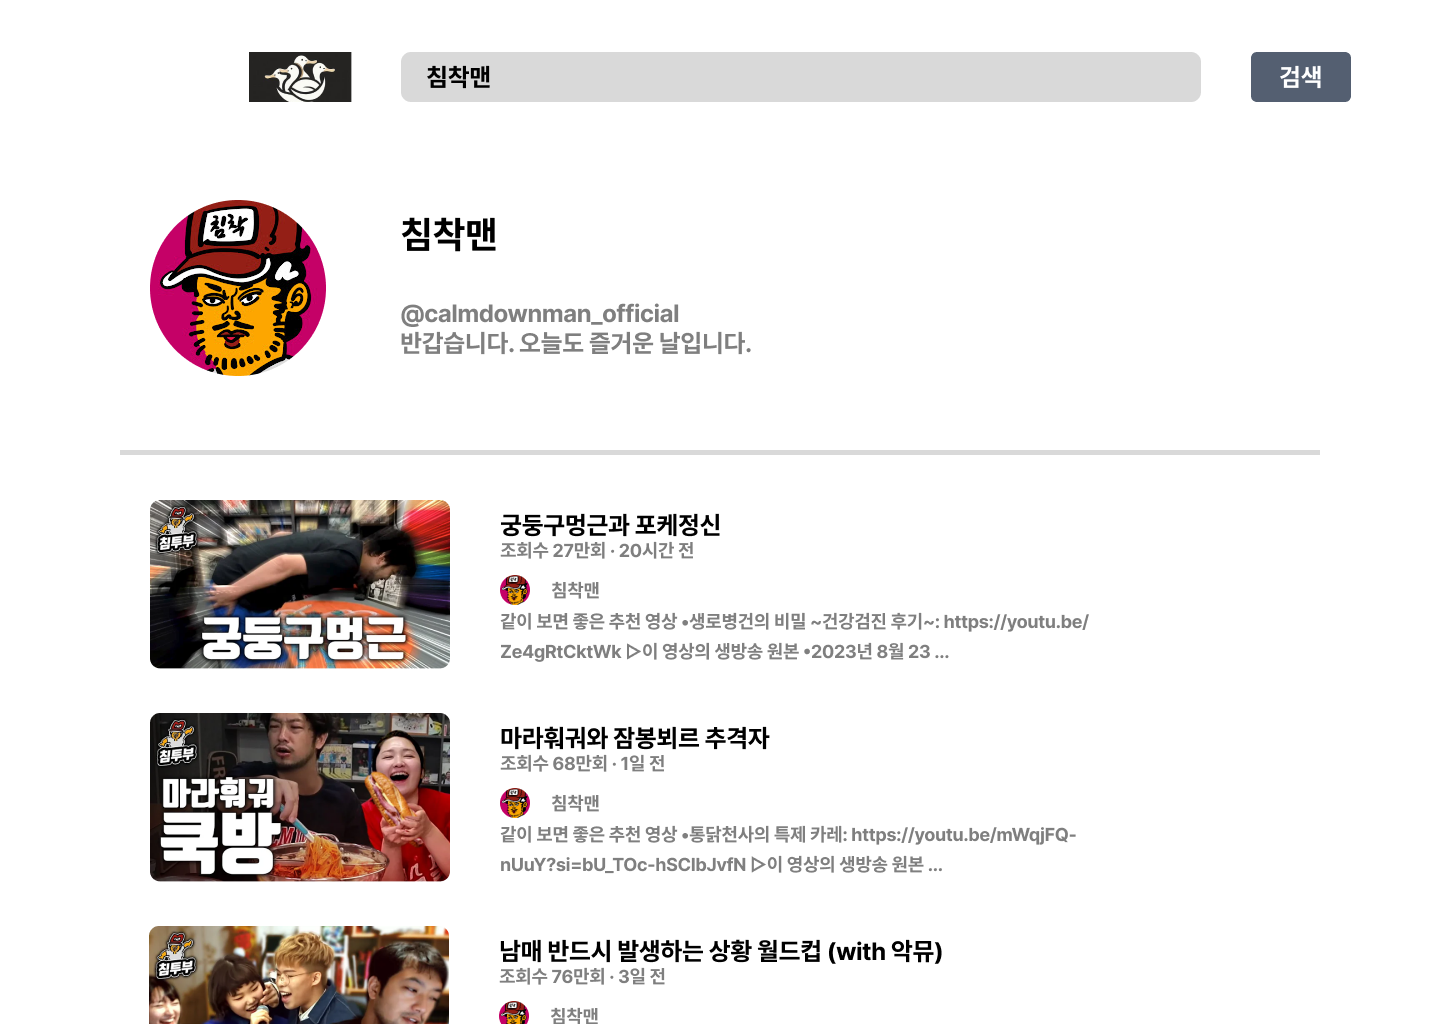 침착맨
검색
침착
침착맨
@calmdownman_official
반갑습니다. 오늘도 즐거운 날입니다.
침투부
궁둥구멍근
궁둥구멍근과 포케정신
조회수 27만회 · 20시간 전
침착맨
같이 보면 좋은 추천 영상 •생로병건의 비밀 ~건강검진 후기~: https://youtu.be/
Ze4gRtCktWk ▷이 영상의 생방송 원본 •2023년 8월 23 ...
침투부
마라훠궈
쿡방
마라훠궈와 잠봉뵈르 추격자
조회수 68만회 · 1일 전
침착맨
같이 보면 좋은 추천 영상 •통닭천사의 특제 카레: https://youtu.be/mWqjFQ-
nUuY?si=bU_TOc-hSClbJvfN ▷이 영상의 생방송 원본 ...
침투부
남매 반드시 발생하는 상황 월드컵 (with 악뮤)
조회수 76만회 · 3일 전
침착맨